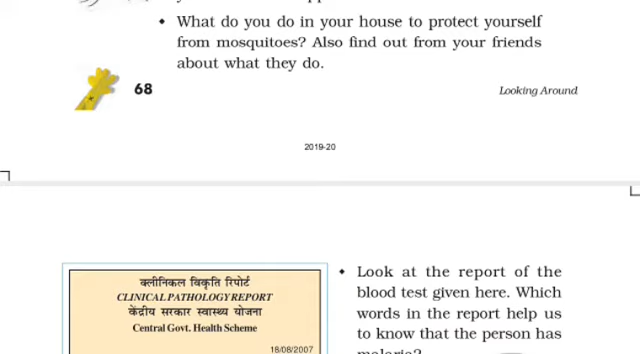 • What do you do in your house to protect yourself
from mosquitoes? Also find out from your friends
about what they do.
68
Looking Around
2019-20
क्लीनिकल विकृति रिपोर्ट
CLINICAL PATHOLOGY REPORT
केंद्रीय सरकार स्वास्थ्य योजना
Central Govt. Health Scheme
18/08/2007
• Look at the report of the
blood test given here. Which
words in the report help us
to know that the person has
malaria?